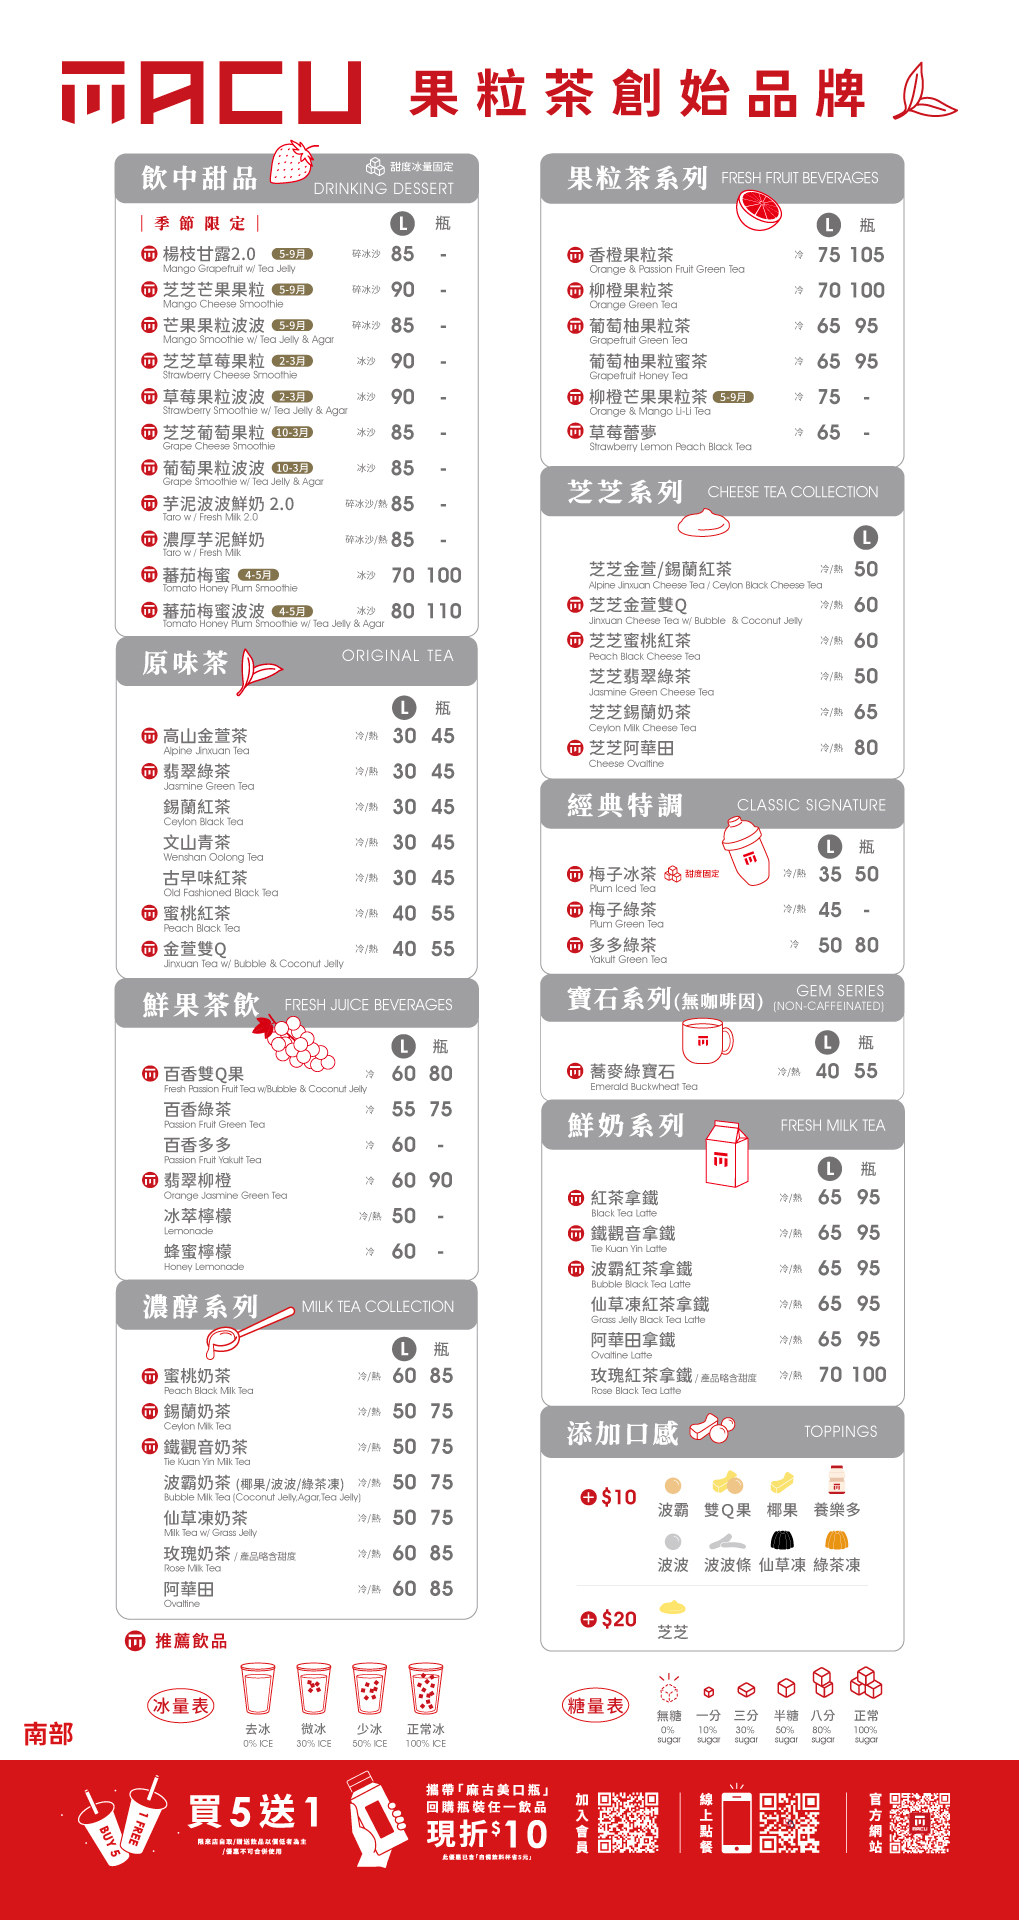 MACU 果粒茶創始品牌
飲中甜品
甜度冰量固定
DRINKING DESSERT
｜季節限定｜ L 瓶
楊枝甘露2.0 5-9月 碎冰沙 85 -
Mango Grapefruit w/ Tea Jelly
芝芝芒果果粒 5-9月 碎冰沙 90 -
Mango Cheese Smoothie
芒果果粒波波 5-9月 碎冰沙 85 -
Mango Smoothie w/ Tea Jelly & Agar
芝芝草莓果粒 2-3月 冰沙 90 -
Strawberry Cheese Smoothie
草莓果粒波波 2-3月 冰沙 90 -
Strawberry Smoothie w/ Tea Jelly & Agar
芝芝葡萄果粒 10-3月 冰沙 85 -
Grape Cheese Smoothie
葡萄果粒波波 10-3月 冰沙 85 -
Grape Smoothie w/ Tea Jelly & Agar
芋泥波波鮮奶 2.0 碎冰沙/熱 85 -
Taro w / Fresh Milk 2.0
濃厚芋泥鮮奶 碎冰沙/熱 85 -
Taro w / Fresh Milk
蕃茄梅蜜 4-5月 冰沙 70 100
Tomato Honey Plum Smoothie
蕃茄梅蜜波波 4-5月 冰沙 80 110
Tomato Honey Plum Smoothie w/ Tea Jelly & Agar
原味茶 ORIGINAL TEA
L 瓶
高山金萱茶 冷/熱 30 45
Alpine Jinxuan Tea
翡翠綠茶 冷/熱 30 45
Jasmine Green Tea
錫蘭紅茶 冷/熱 30 45
Ceylon Black Tea
文山青茶 冷/熱 30 45
Wenshan Oolong Tea
古早味紅茶 冷/熱 30 45
Old Fashioned Black Tea
蜜桃紅茶 冷/熱 40 55
Peach Black Tea
金萱雙Q 冷/熱 40 55
Jinxuan Tea w/ Bubble & Coconut Jelly
鮮果茶飲 FRESH JUICE BEVERAGES
L 瓶
百香雙Q果 冷 60 80
Fresh Passion Fruit Tea w/Bubble & Coconut Jelly
百香綠茶 冷 55 75
Passion Fruit Green Tea
百香多多 冷 60 -
Passion Fruit Yakult Tea
翡翠柳橙 冷 60 90
Orange Jasmine Green Tea
冰萃檸檬 冷/熱 50 -
Lemonade
蜂蜜檸檬 冷 60 -
Honey Lemonade
濃醇系列 MILK TEA COLLECTION
L 瓶
蜜桃奶茶 冷/熱 60 85
Peach Black Milk Tea
錫蘭奶茶 冷/熱 50 75
Ceylon Milk Tea
鐵觀音奶茶 冷/熱 50 75
Tie Kuan Yin Milk Tea
波霸奶茶 (椰果/波波/綠茶凍) 冷/熱 50 75
Bubble Milk Tea (Coconut Jelly,Agar,Tea Jelly)
仙草凍奶茶 冷/熱 50 75
Milk Tea w/ Grass Jelly
玫瑰奶茶 / 產品略含甜度 冷/熱 60 85
Rose Milk Tea
阿華田 冷/熱 60 85
Ovaltine
推薦飲品
果粒茶系列 FRESH FRUIT BEVERAGES
L 瓶
香橙果粒茶 冷 75 105
Orange & Passion Fruit Green Tea
柳橙果粒茶 冷 70 100
Orange Green Tea
葡萄柚果粒茶 冷 65 95
Grapefruit Green Tea
葡萄柚果粒蜜茶 冷 65 95
Grapefruit Honey Tea
柳橙芒果果粒茶 5-9月 冷 75 -
Orange & Mango Li-Li Tea
草莓蕾夢 冷 65 -
Strawberry Lemon Peach Black Tea
芝芝系列 CHEESE TEA COLLECTION
L
芝芝金萱/錫蘭紅茶 冷/熱 50
Alpine Jinxuan Cheese Tea / Ceylon Black Cheese Tea
芝芝金萱雙Q 冷/熱 60
Jinxuan Cheese Tea w/ Bubble & Coconut Jelly
芝芝蜜桃紅茶 冷/熱 60
Peach Black Cheese Tea
芝芝翡翠綠茶 冷/熱 50
Jasmine Green Cheese Tea
芝芝錫蘭奶茶 冷/熱 65
Ceylon Milk Cheese Tea
芝芝阿華田 冷/熱 80
Cheese Ovaltine
經典特調 CLASSIC SIGNATURE
L 瓶
梅子冰茶 甜度固定 冷/熱 35 50
Plum Iced Tea
梅子綠茶 冷/熱 45 -
Plum Green Tea
多多綠茶 冷 50 80
Yakult Green Tea
寶石系列(無咖啡因) GEM SERIES
(NON-CAFFEINATED)
L 瓶
蕎麥綠寶石 冷/熱 40 55
Emerald Buckwheat Tea
鮮奶系列 FRESH MILK TEA
L 瓶
紅茶拿鐵 冷/熱 65 95
Black Tea Latte
鐵觀音拿鐵 冷/熱 65 95
Tie Kuan Yin Latte
波霸紅茶拿鐵 冷/熱 65 95
Bubble Black Tea Latte
仙草凍紅茶拿鐵 冷/熱 65 95
Grass Jelly Black Tea Latte
阿華田拿鐵 冷/熱 65 95
Ovaltine Latte
玫瑰紅茶拿鐵 / 產品略含甜度 冷/熱 70 100
Rose Black Tea Latte
添加口感 TOPPINGS
+ $10
波霸 雙Q果 椰果 養樂多
波波 波波條 仙草凍 綠茶凍
+ $20
芝芝
冰量表
去冰 微冰 少冰 正常冰
0% ICE 30% ICE 50% ICE 100% ICE
糖量表
無糖 一分 三分 半糖 八分 正常
0% 10% 30% 50% 80% 100%
sugar sugar sugar sugar sugar sugar
南部
BUY 5
1 FREE
買5送1
限來店自取/贈送飲品以價低者為主
/優惠不可合併使用
攜帶「麻古美口瓶」
回購瓶裝任一飲品
現折$10
此優惠已含「自備飲料杯省5元」
加入會員
線上點餐
官方網站
MACU